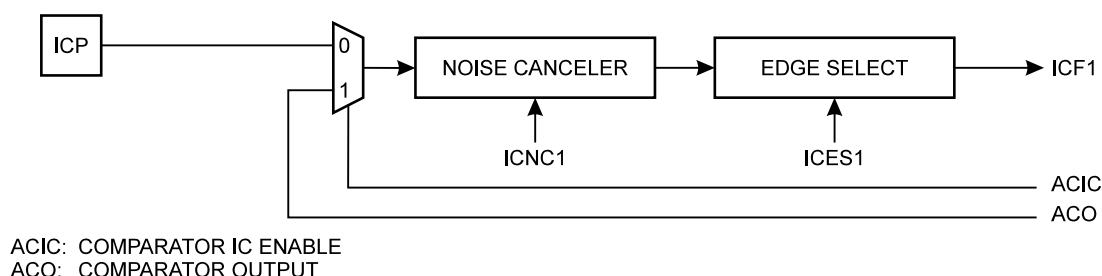 ICP
0
1
NOISE CANCELER
EDGE SELECT
ICF1
ICNC1
ICES1
ACIC
ACO
ACIC: COMPARATOR IC ENABLE
ACO: COMPARATOR OUTPUT